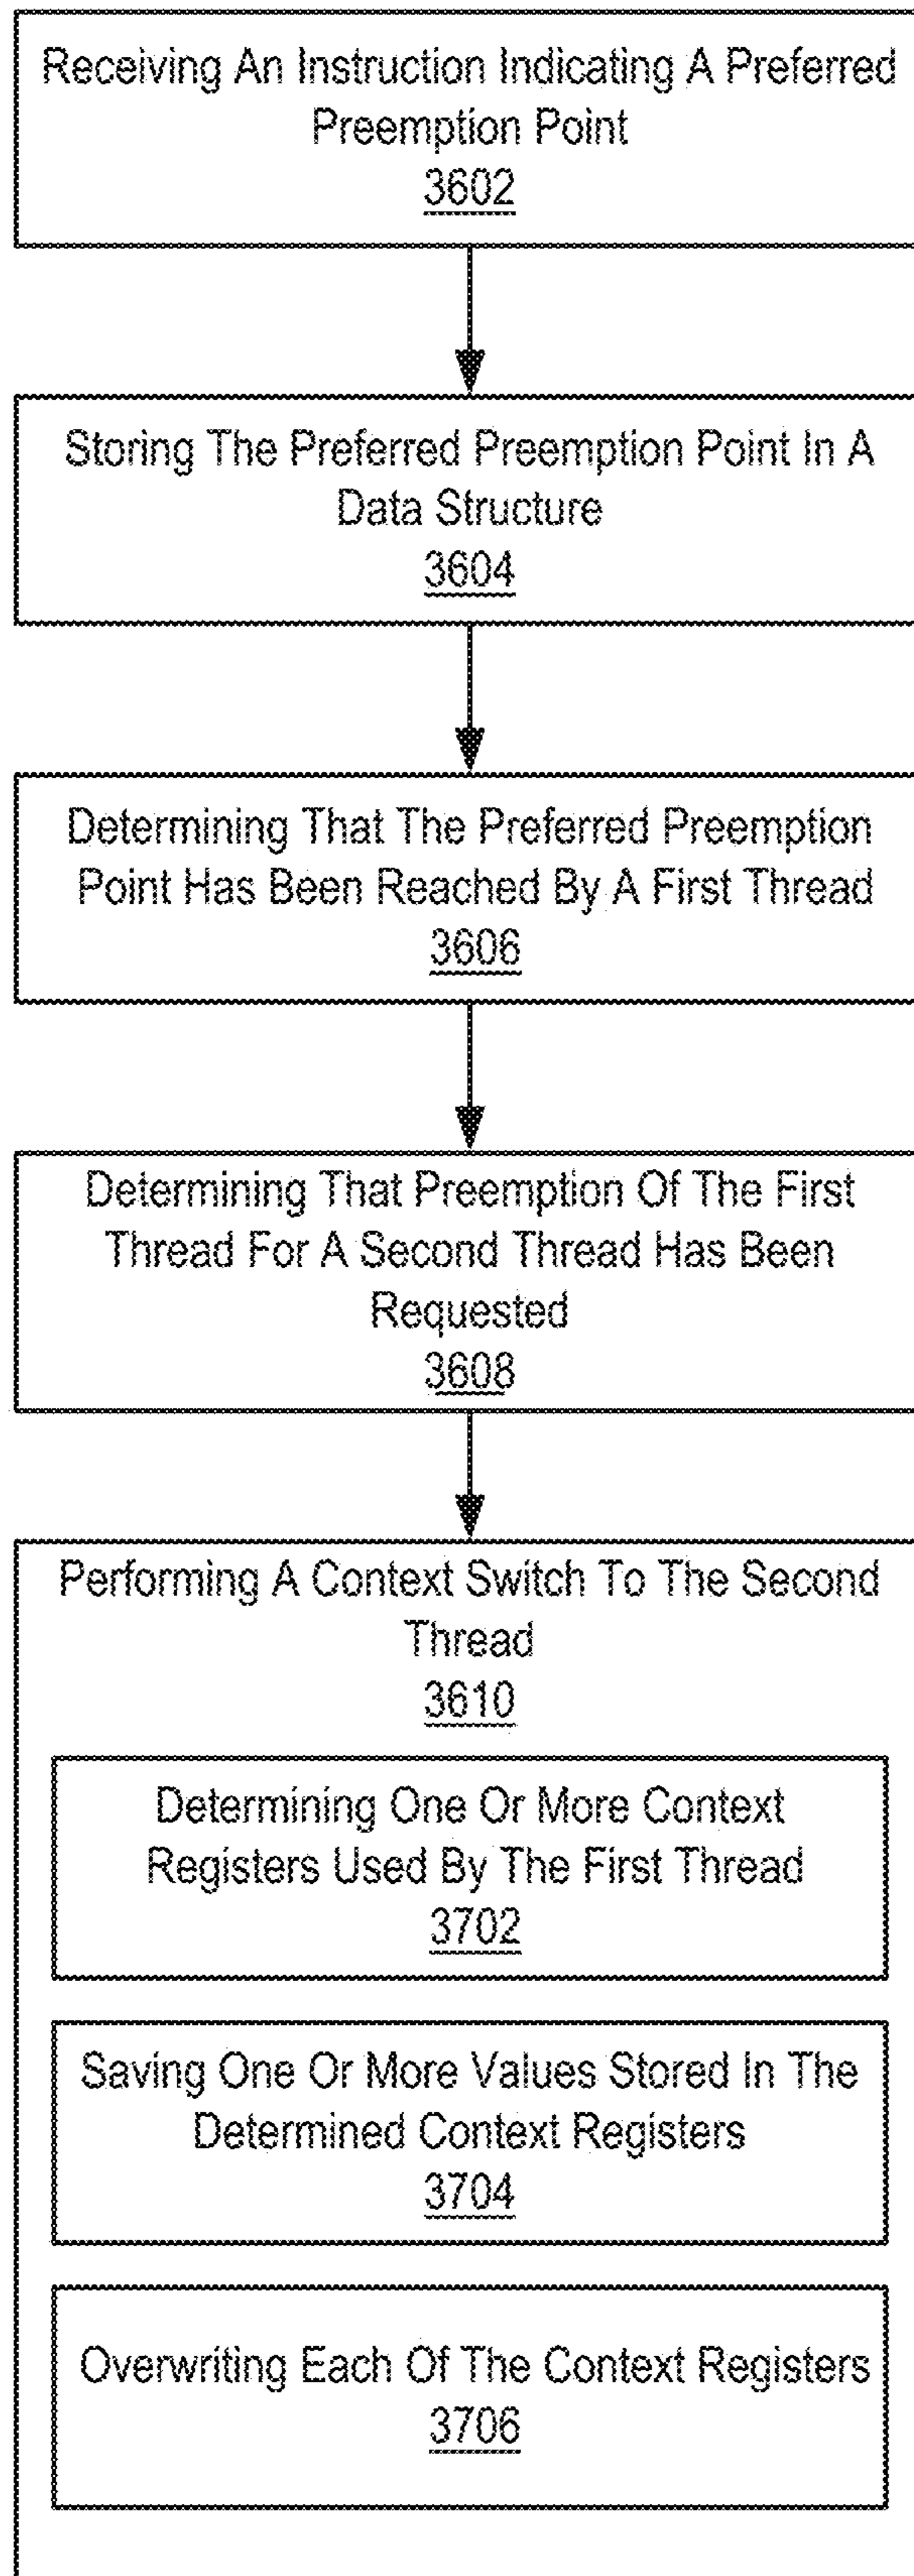 Receiving An Instruction Indicating A Preferred
Preemption Point
3602
Storing The Preferred Preemption Point In A
Data Structure
3604
Determining That The Preferred Preemption
Point Has Been Reached By A First Thread
3606
Determining That Preemption Of The First
Thread For A Second Thread Has Been
Requested
3608
Performing A Context Switch To The Second
Thread
3610
Determining One Or More Context
Registers Used By The First Thread
3702
Saving One Or More Values Stored In The
Determined Context Registers
3704
Overwriting Each Of The Context Registers
3706